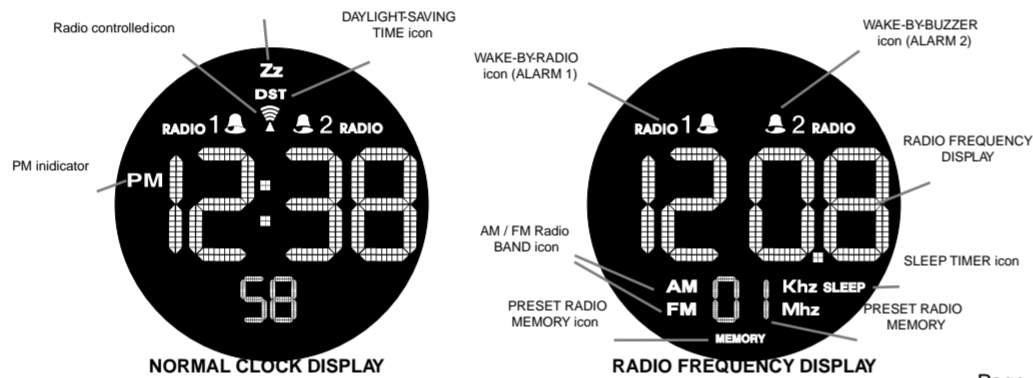 Radio controlledicon
DAYLIGHT-SAVING
TIME icon
Zz
DST
RADIO 1 2 RADIO
PM inidicator
PM 12:38
58
NORMAL CLOCK DISPLAY
WAKE-BY-RADIO
icon (ALARM 1)
WAKE-BY-BUZZER
icon (ALARM 2)
RADIO 1 2 RADIO
RADIO FREQUENCY
DISPLAY
120.8
AM / FM Radio
BAND icon
SLEEP TIMER icon
AM 01 Khz SLEEP
FM Mhz
PRESET RADIO
MEMORY icon
PRESET RADIO
MEMORY
MEMORY
RADIO FREQUENCY DISPLAY